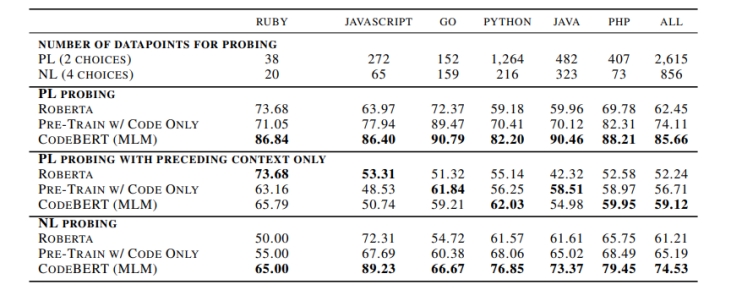 RUBY JAVASCRIPT GO PYTHON JAVA PHP ALL
NUMBER OF DATAPOINTS FOR PROBING
PL (2 CHOICES) 38 272 152 1,264 482 407 2,615
NL (4 CHOICES) 20 65 159 216 323 73 856
PL PROBING
ROBERTA 73.68 63.97 72.37 59.18 59.96 69.78 62.45
PRE-TRAIN W/ CODE ONLY 71.05 77.94 89.47 70.41 70.12 82.31 74.11
CODEBERT (MLM) 86.84 86.40 90.79 82.20 90.46 88.21 85.66
PL PROBING WITH PRECEDING CONTEXT ONLY
ROBERTA 73.68 53.31 51.32 55.14 42.32 52.58 52.24
PRE-TRAIN W/ CODE ONLY 63.16 48.53 61.84 56.25 58.51 58.97 56.71
CODEBERT (MLM) 65.79 50.74 59.21 62.03 54.98 59.95 59.12
NL PROBING
ROBERTA 50.00 72.31 54.72 61.57 61.61 65.75 61.21
PRE-TRAIN W/ CODE ONLY 55.00 67.69 60.38 68.06 65.02 68.49 65.19
CODEBERT (MLM) 65.00 89.23 66.67 76.85 73.37 79.45 74.53